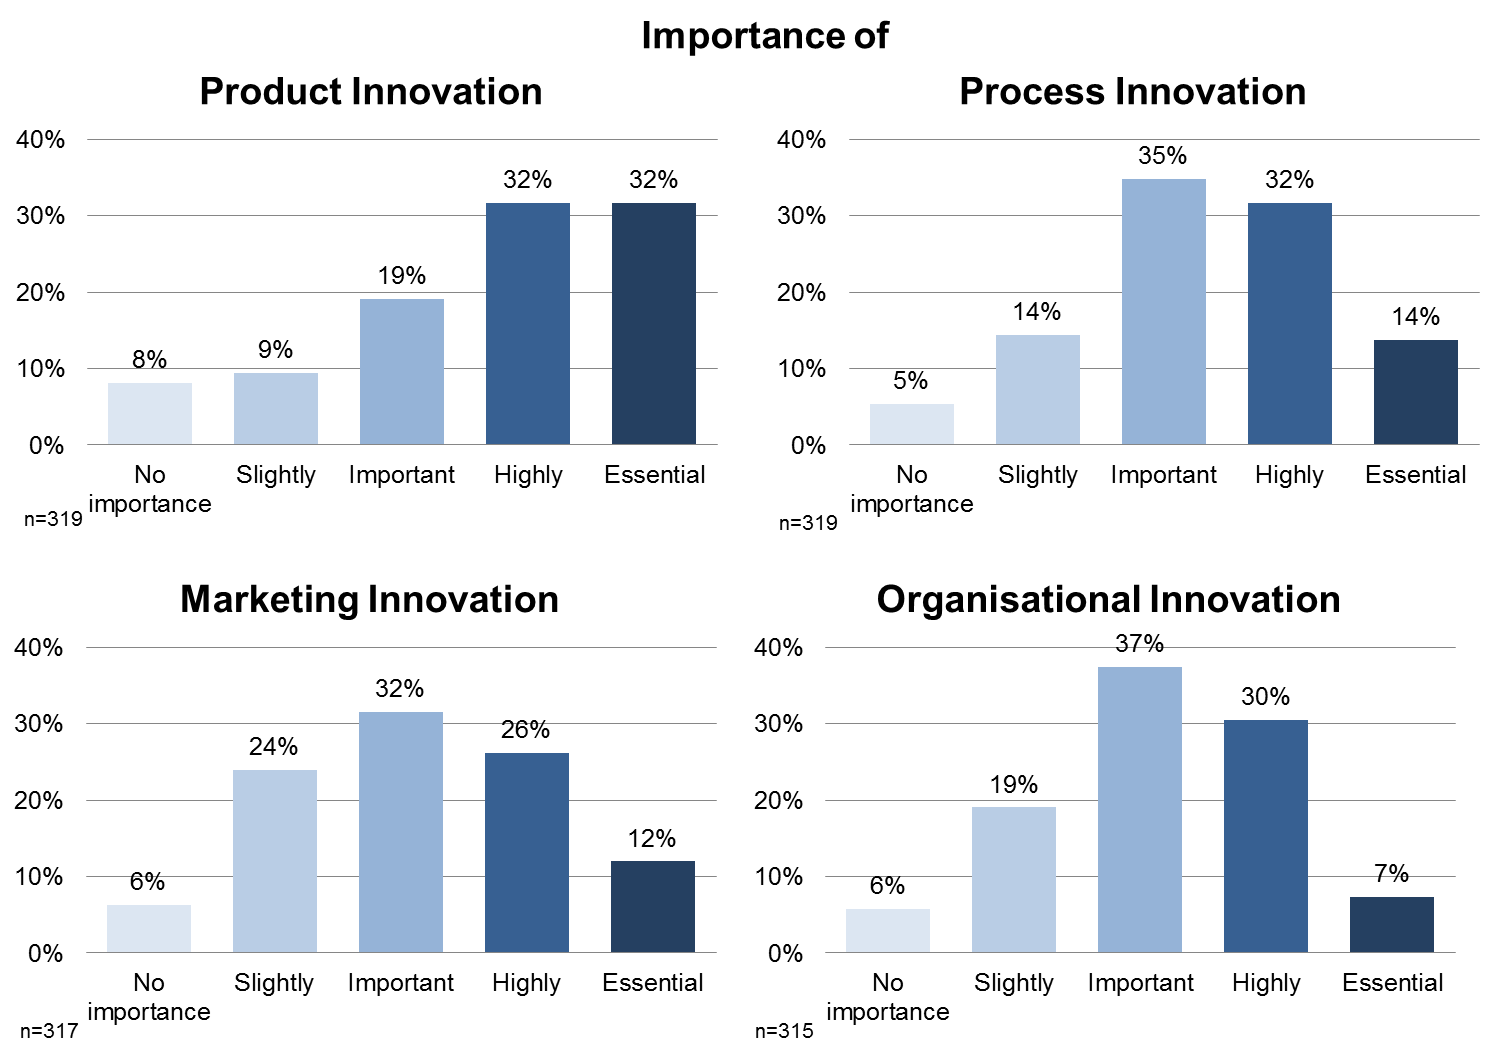 Importance of
Product Innovation
40%
30%
20%
10%
0%
8%
9%
19%
32%
32%
No importance
Slightly
Important
Highly
Essential
n=319
Process Innovation
40%
30%
20%
10%
0%
5%
14%
35%
32%
14%
No importance
Slightly
Important
Highly
Essential
n=319
Marketing Innovation
40%
30%
20%
10%
0%
6%
24%
32%
26%
12%
No importance
Slightly
Important
Highly
Essential
n=317
Organisational Innovation
40%
30%
20%
10%
0%
6%
19%
37%
30%
7%
No importance
Slightly
Important
Highly
Essential
n=315